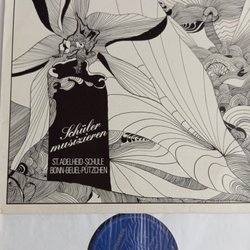 Schüler
musizieren
ST. ADELHEID-SCHULE
BONN-BEUEL-PÜTZCHEN